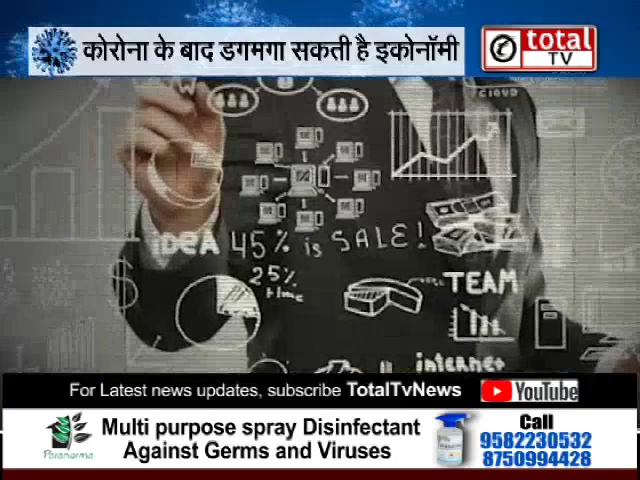 कोरोना के बाद डगमगा सकती है इकोनॉमी
total
TV
CLOUD
iDEA 45% is SALE!
25%
time
TEAM
internet
For Latest news updates, subscribe TotalTvNews YouTube
Multi purpose spray Disinfectant
Against Germs and Viruses
Call
9582230532
8750994428